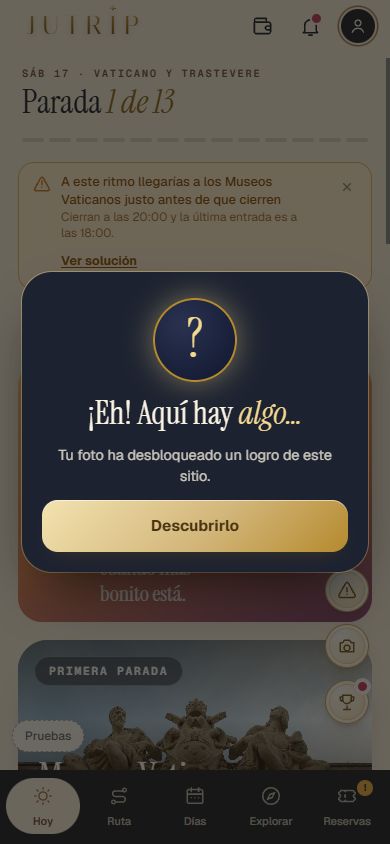 JUTRIP
SÁB 17 · VATICANO Y TRASTEVERE
Parada 1 de 13
A este ritmo llegarías a los Museos
Vaticanos justo antes de que cierren
Cierran a las 20:00 y la última entrada es a
las 18:00.
Ver solución
?
¡Eh! Aquí hay algo...
Tu foto ha desbloqueado un logro de este
sitio.
Descubrirlo
bonito está.
PRIMERA PARADA
Pruebas
Hoy
Ruta
Días
Explorar
Reservas
!